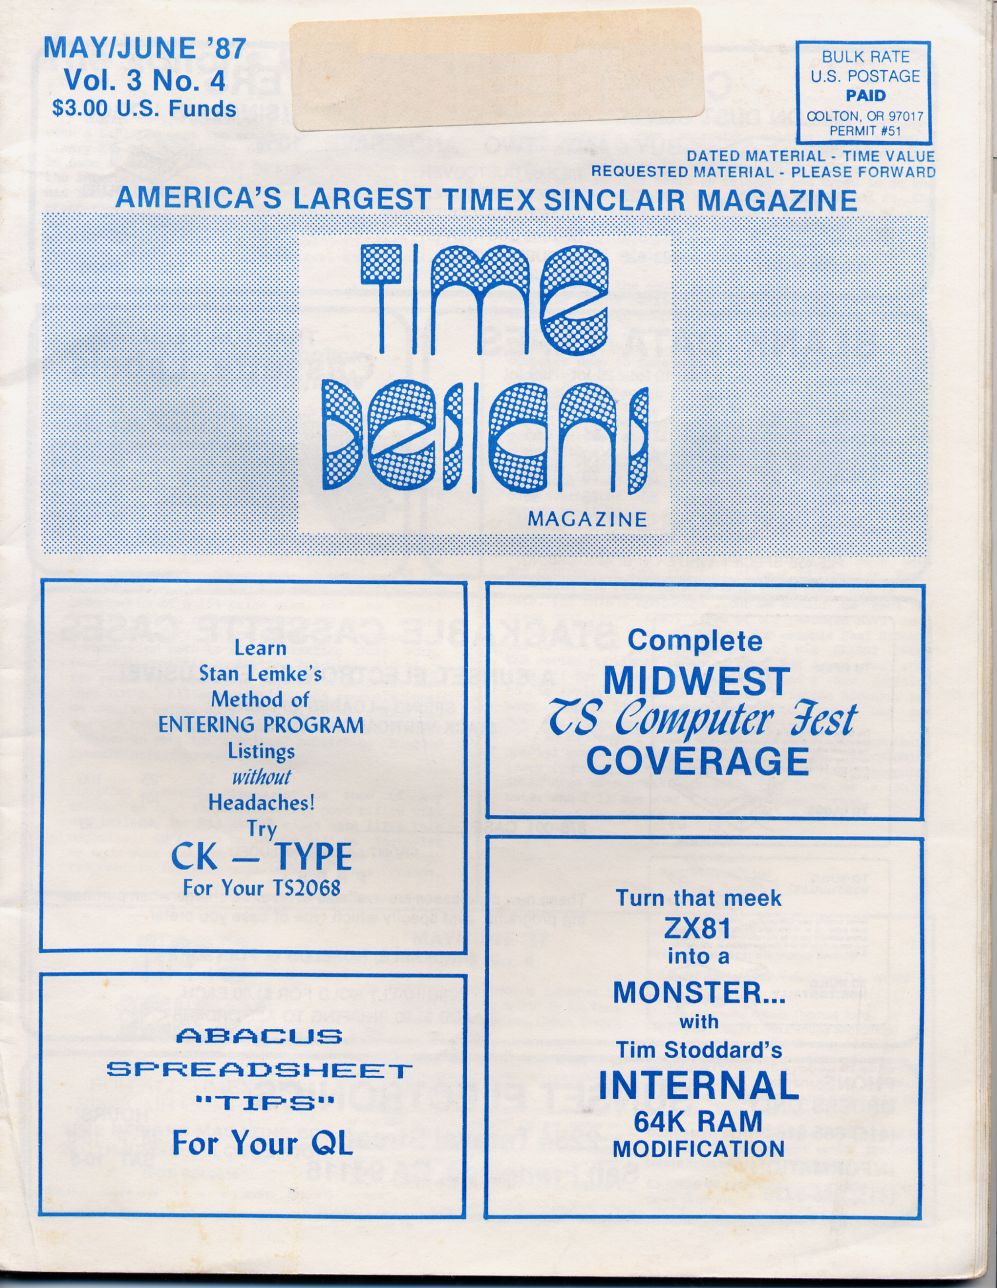 MAY/JUNE '87
Vol. 3 No. 4
$3.00 U.S. Funds
BULK RATE
U.S. POSTAGE
PAID
COLTON, OR 97017
PERMIT #51
DATED MATERIAL - TIME VALUE
REQUESTED MATERIAL - PLEASE FORWARD
AMERICA'S LARGEST TIMEX SINCLAIR MAGAZINE
TIME
DESIGNS
MAGAZINE
Learn
Stan Lemke's
Method of
ENTERING PROGRAM
Listings
without
Headaches!
Try
CK — TYPE
For Your TS2068
Complete
MIDWEST
TS Computer Fest
COVERAGE
ABACUS
SPREADSHEET
"TIPS"
For Your QL
Turn that meek
ZX81
into a
MONSTER...
with
Tim Stoddard's
INTERNAL
64K RAM
MODIFICATION